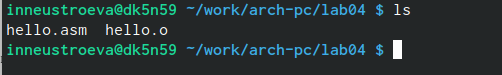 inneustroeva@dk5n59 ~/work/arch-pc/lab04 $ ls
hello.asm  hello.o
inneustroeva@dk5n59 ~/work/arch-pc/lab04 $